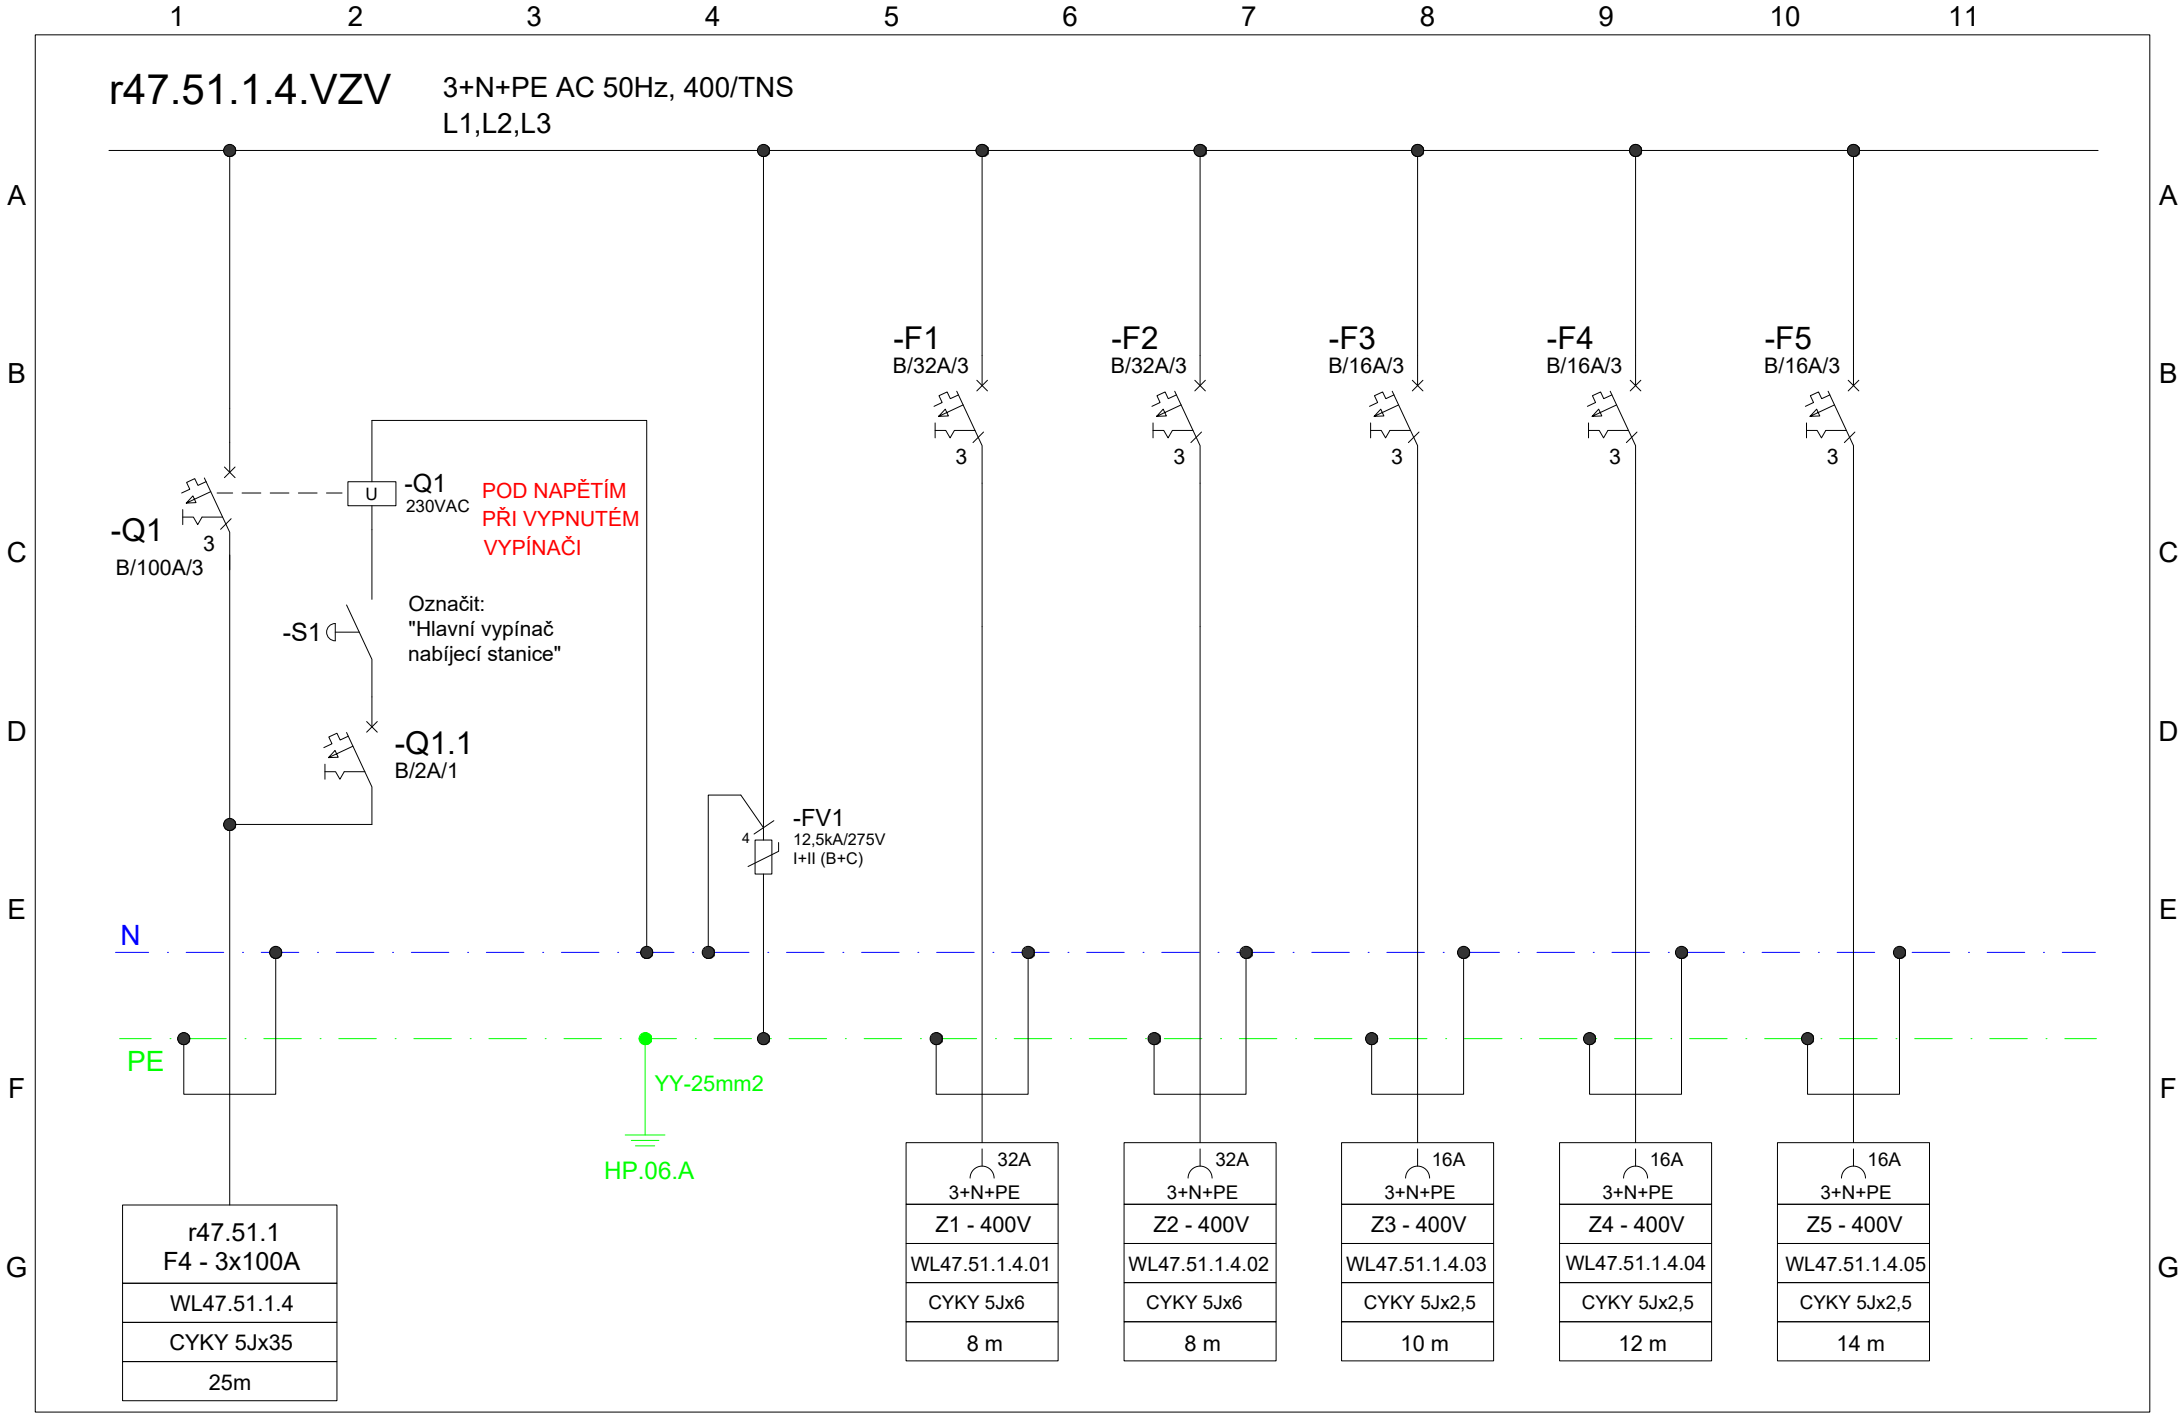 1 2 3 4 5 6 7 8 9 10 11
r47.51.1.4.VZV
3+N+PE AC 50Hz, 400/TNS
L1,L2,L3
A A
-F1
B/32A/3
3
-F2
B/32A/3
3
-F3
B/16A/3
3
-F4
B/16A/3
3
-F5
B/16A/3
3
B B
-Q1
B/100A/3
3
U
-Q1
230VAC
POD NAPĚTÍM
PŘI VYPNUTÉM
VYPÍNAČI
C C
-S1
Označit:
"Hlavní vypínač
nabíjecí stanice"
D D
-Q1.1
B/2A/1
4
-FV1
12,5kA/275V
I+II (B+C)
E E
N
PE
F F
YY-25mm2
HP.06.A
G G
r47.51.1
F4 - 3x100A
WL47.51.1.4
CYKY 5Jx35
25m
32A
3+N+PE
Z1 - 400V
WL47.51.1.4.01
CYKY 5Jx6
8 m
32A
3+N+PE
Z2 - 400V
WL47.51.1.4.02
CYKY 5Jx6
8 m
16A
3+N+PE
Z3 - 400V
WL47.51.1.4.03
CYKY 5Jx2,5
10 m
16A
3+N+PE
Z4 - 400V
WL47.51.1.4.04
CYKY 5Jx2,5
12 m
16A
3+N+PE
Z5 - 400V
WL47.51.1.4.05
CYKY 5Jx2,5
14 m